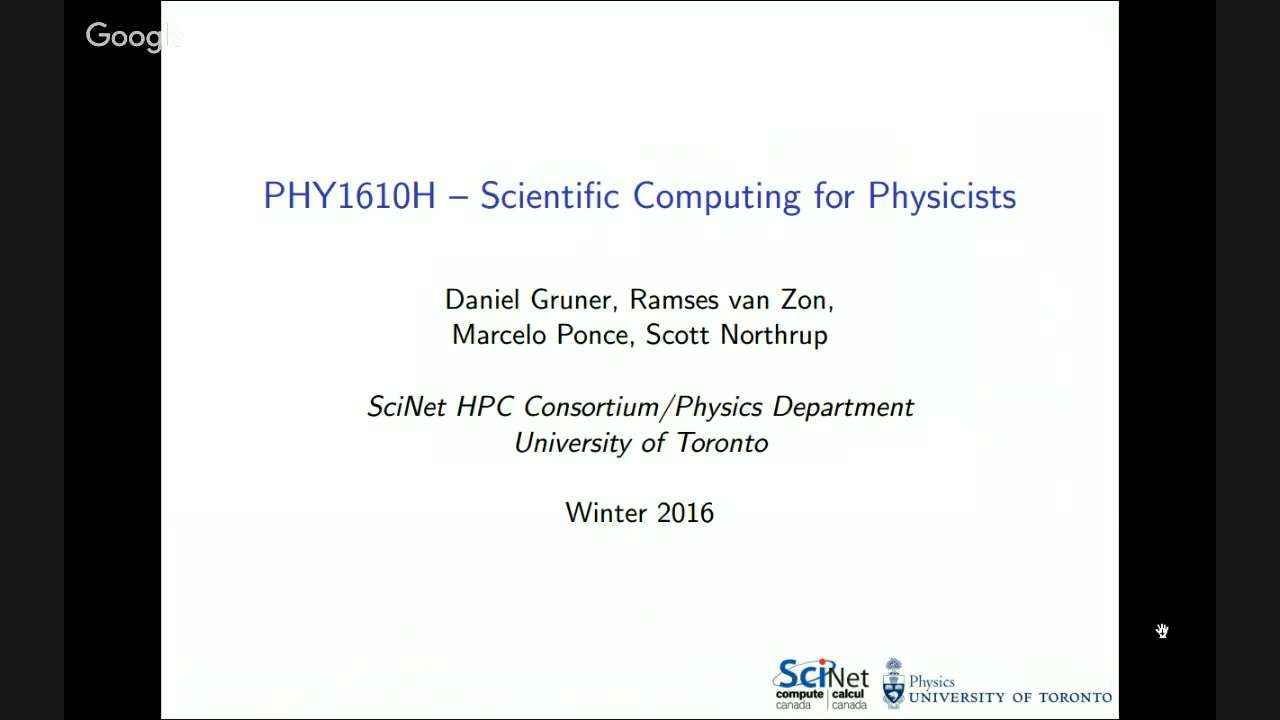 Google
PHY1610H – Scientific Computing for Physicists
Daniel Gruner, Ramses van Zon,
Marcelo Ponce, Scott Northrup
SciNet HPC Consortium/Physics Department
University of Toronto
Winter 2016
SciNet
compute | calcul
canada | canada
Physics
UNIVERSITY OF TORONTO